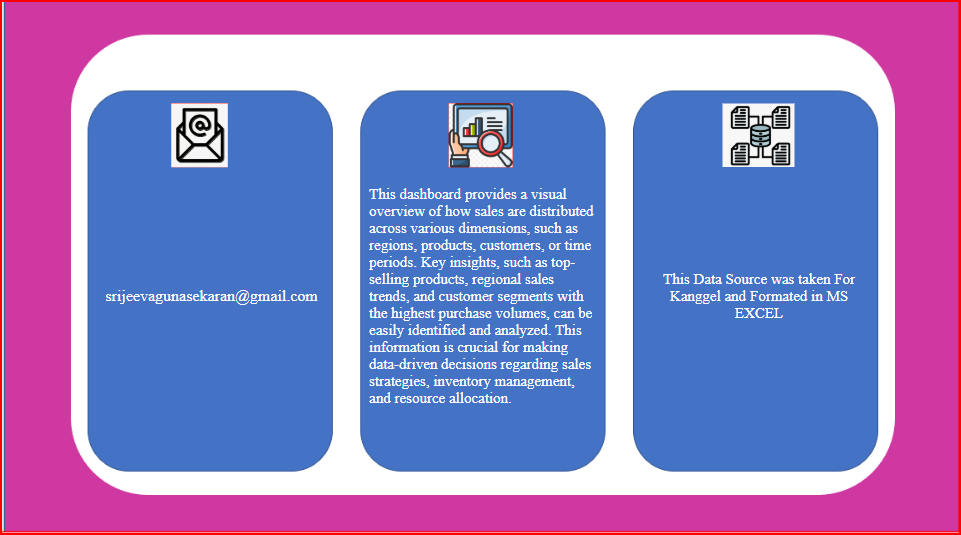 srijeevagunasekaran@gmail.com
This dashboard provides a visual
overview of how sales are distributed
across various dimensions, such as
regions, products, customers, or time
periods. Key insights, such as top-
selling products, regional sales
trends, and customer segments with
the highest purchase volumes, can be
easily identified and analyzed. This
information is crucial for making
data-driven decisions regarding sales
strategies, inventory management,
and resource allocation.
This Data Source was taken For
Kanggel and Formated in MS
EXCEL